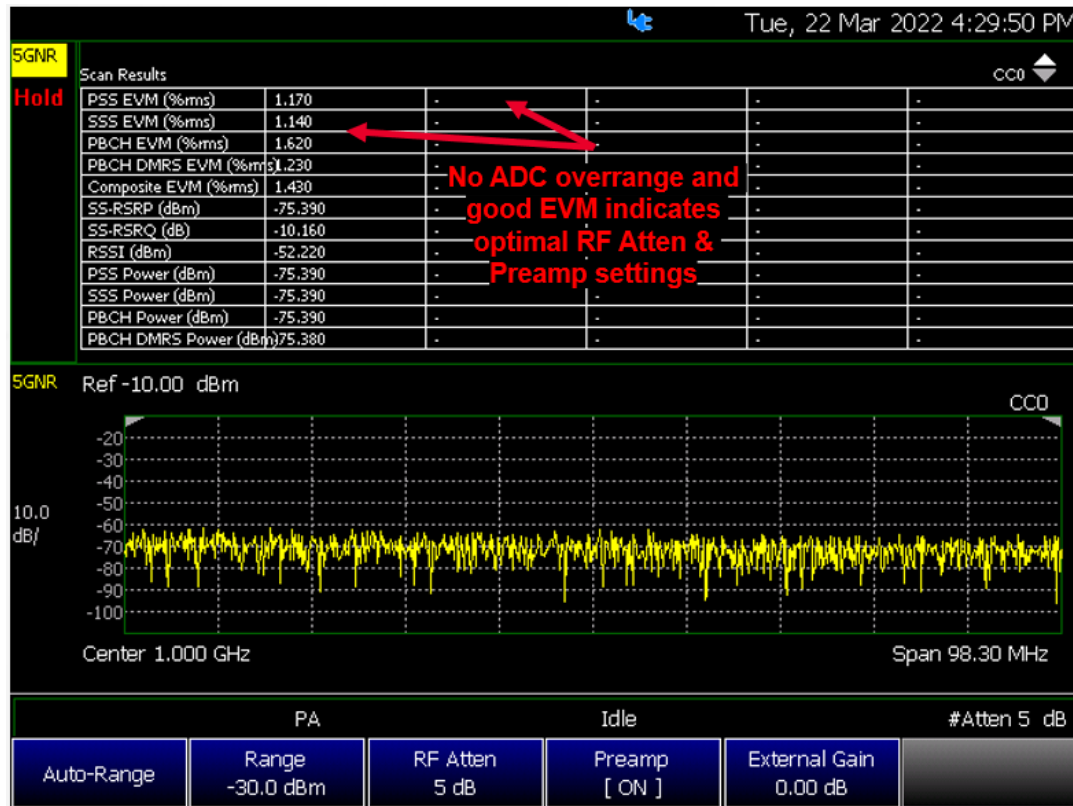 Tue, 22 Mar 2022 4:29:50 PM
5GNR
Scan Results CC0
Hold
PSS EVM (%rms) 1.170 - - - -
SSS EVM (%rms) 1.140 - - - -
PBCH EVM (%rms) 1.620 - - - -
PBCH DMRS EVM (%rms) 1.230 - - - -
Composite EVM (%rms) 1.430 - - - -
SS-RSRP (dBm) -75.390 - - - -
SS-RSRQ (dB) -10.160 - - - -
RSSI (dBm) -52.220 - - - -
PSS Power (dBm) -75.390 - - - -
SSS Power (dBm) -75.390 - - - -
PBCH Power (dBm) -75.390 - - - -
PBCH DMRS Power (dBm) -75.380 - - - -
No ADC overrange and
good EVM indicates
optimal RF Atten &
Preamp settings
5GNR Ref -10.00 dBm
CC0
-20
-30
-40
-50
10.0
dB/
-60
-70
-80
-90
-100
Center 1.000 GHz Span 98.30 MHz
PA Idle #Atten 5 dB
Auto-Range
Range
-30.0 dBm
RF Atten
5 dB
Preamp
[ ON ]
External Gain
0.00 dB